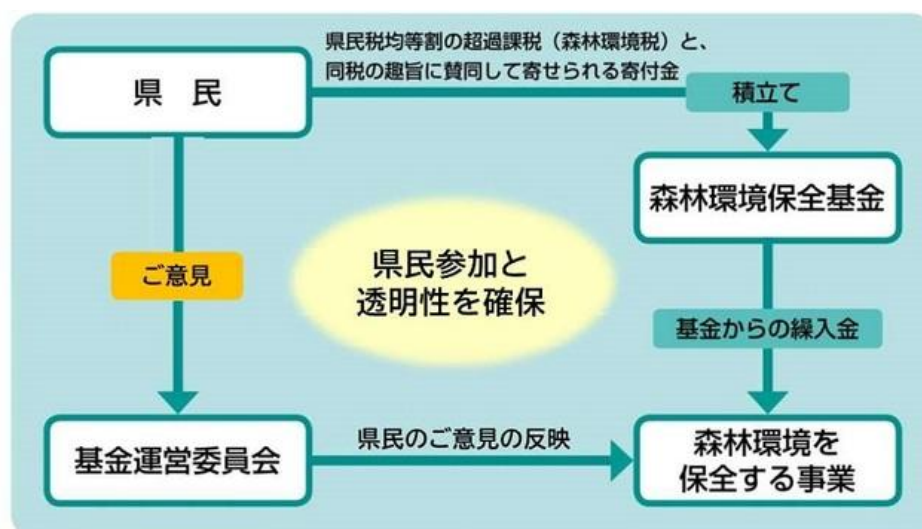 県民税均等割の超過課税（森林環境税）と、
同税の趣旨に賛同して寄せられる寄付金
県　民
積立て
森林環境保全基金
ご意見
県民参加と
透明性を確保
基金からの繰入金
基金運営委員会
県民のご意見の反映
森林環境を
保全する事業